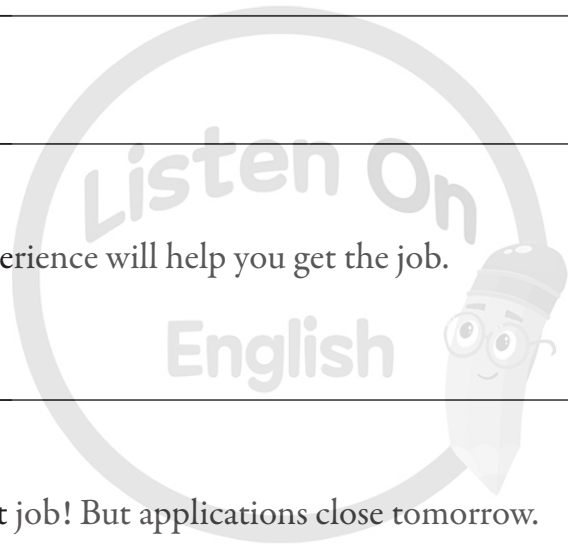 Listen On
erience will help you get the job.
English
t job! But applications close tomorrow.